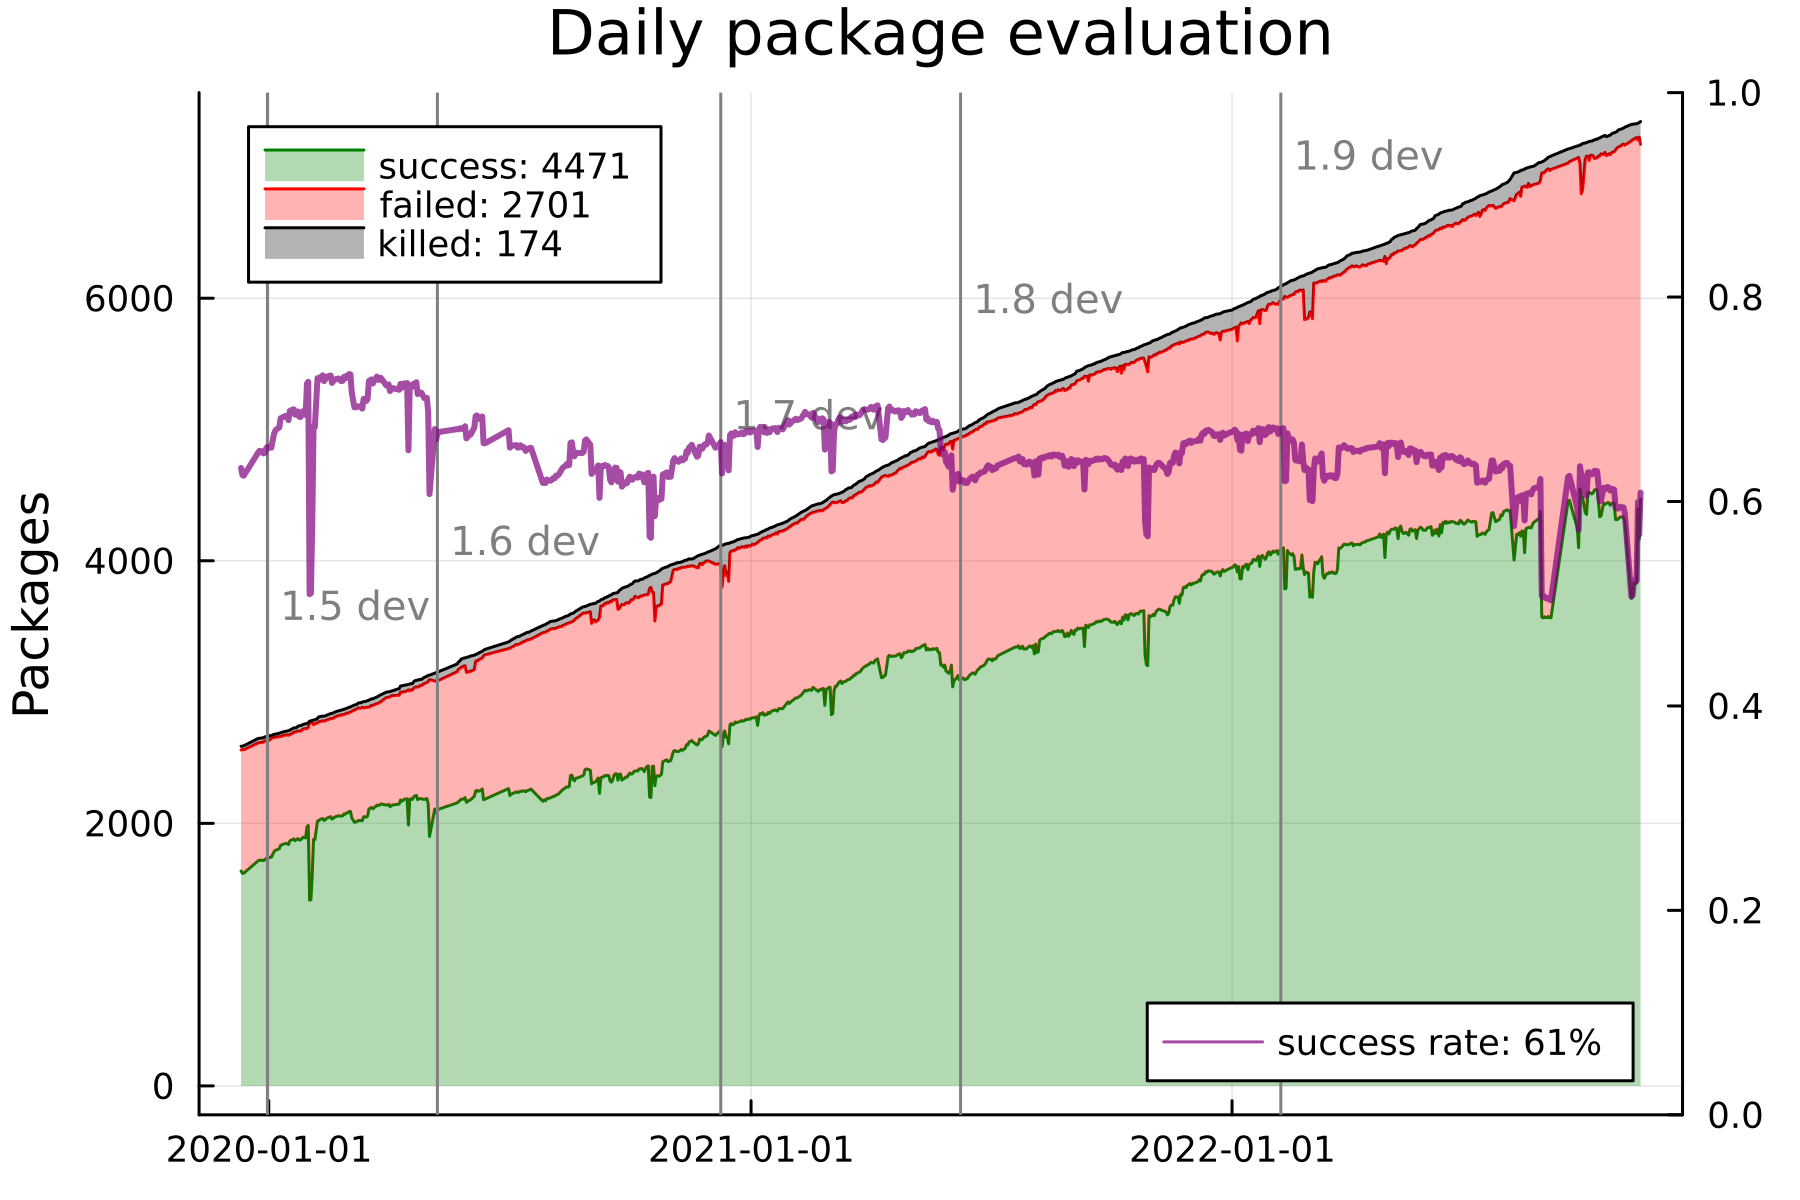 Daily package evaluation
success: 4471
failed: 2701
killed: 174
1.5 dev
1.6 dev
1.7 dev
1.8 dev
1.9 dev
Packages
6000
4000
2000
0
1.0
0.8
0.6
0.4
0.2
0.0
success rate: 61%
2020-01-01
2021-01-01
2022-01-01